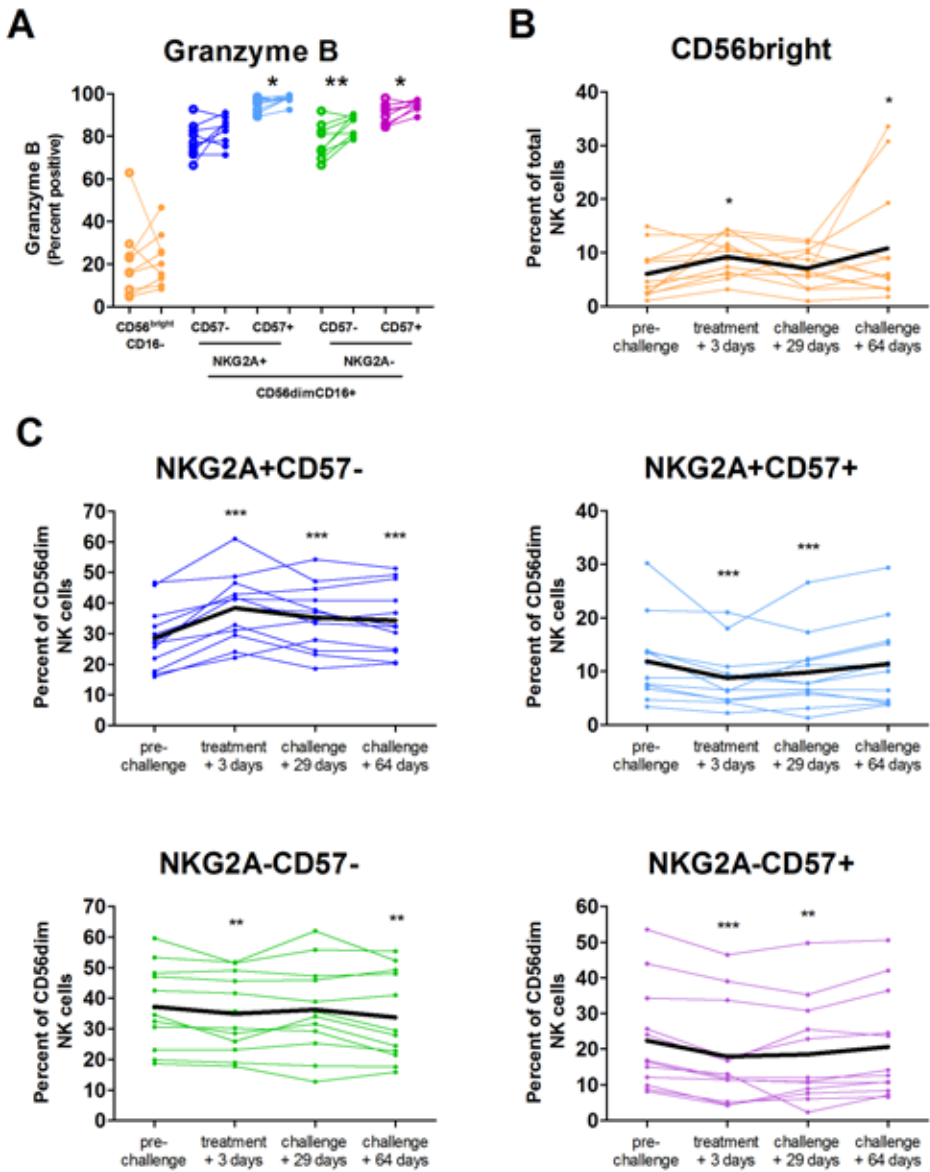 A
Granzyme B
* ** *
Granzyme B
(Percent positive)
100
80
60
40
20
0
CD56bright
CD16-
CD57- CD57+ CD57- CD57+
NKG2A+ NKG2A-
CD56dimCD16+
B
CD56bright
Percent of total
NK cells
40
30
20
10
0
* *
pre-
challenge
treatment
+ 3 days
challenge
+ 29 days
challenge
+ 64 days
C
NKG2A+CD57-
Percent of CD56dim
NK cells
70
60
50
40
30
20
10
0
*** *** ***
pre-
challenge
treatment
+ 3 days
challenge
+ 29 days
challenge
+ 64 days
NKG2A+CD57+
Percent of CD56dim
NK cells
40
30
20
10
0
*** ***
pre-
challenge
treatment
+ 3 days
challenge
+ 29 days
challenge
+ 64 days
NKG2A-CD57-
Percent of CD56dim
NK cells
70
60
50
40
30
20
10
0
** **
pre-
challenge
treatment
+ 3 days
challenge
+ 29 days
challenge
+ 64 days
NKG2A-CD57+
Percent of CD56dim
NK cells
60
50
40
30
20
10
0
*** **
pre-
challenge
treatment
+ 3 days
challenge
+ 29 days
challenge
+ 64 days